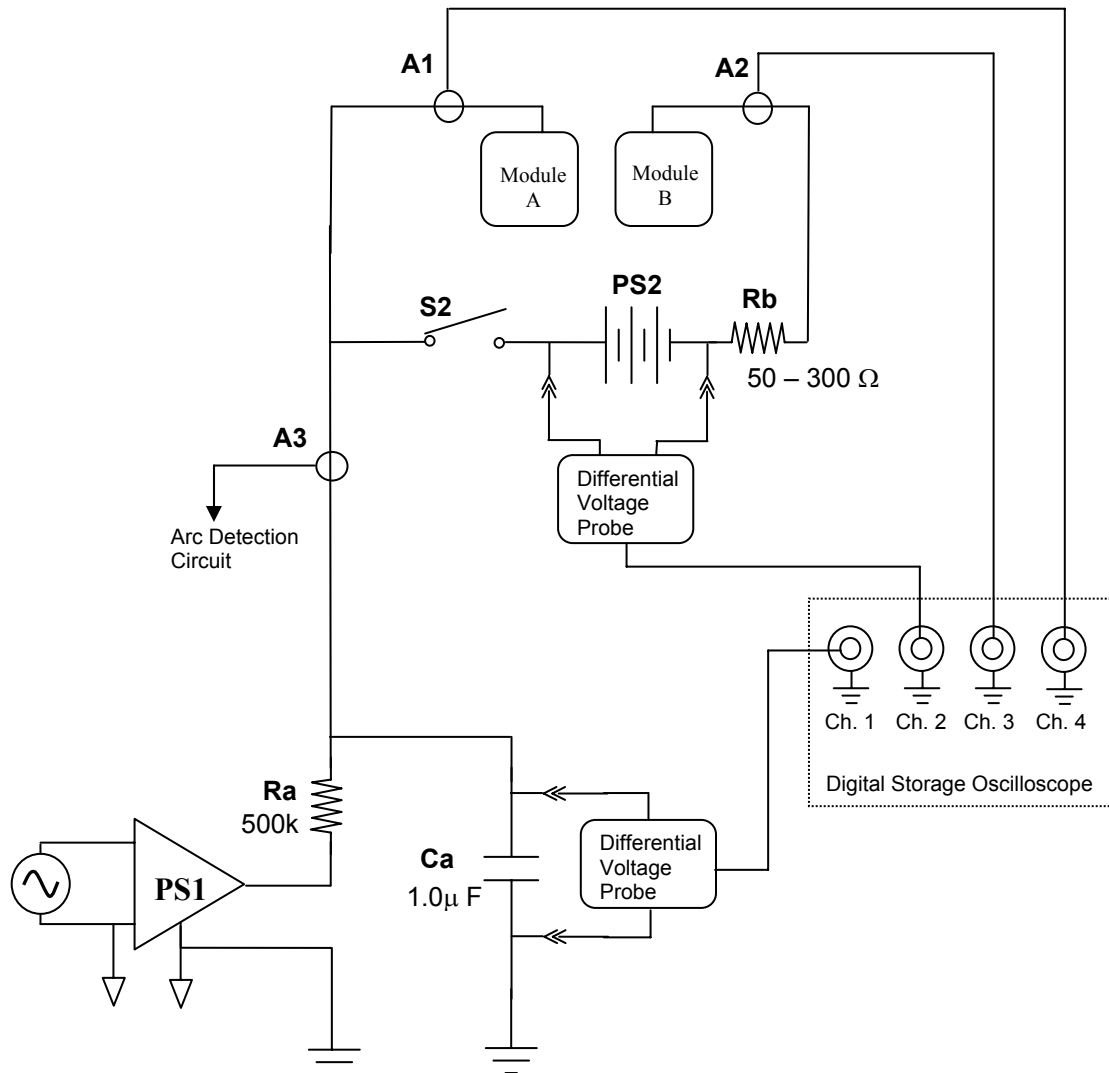 A1
A2
Module
A
Module
B
PS2
S2
Rb
50 – 300 Ω
A3
Differential
Voltage
Probe
Arc Detection
Circuit
Ch. 1
Ch. 2
Ch. 3
Ch. 4
Digital Storage Oscilloscope
Ra
500k
PS1
Ca
1.0μ F
Differential
Voltage
Probe